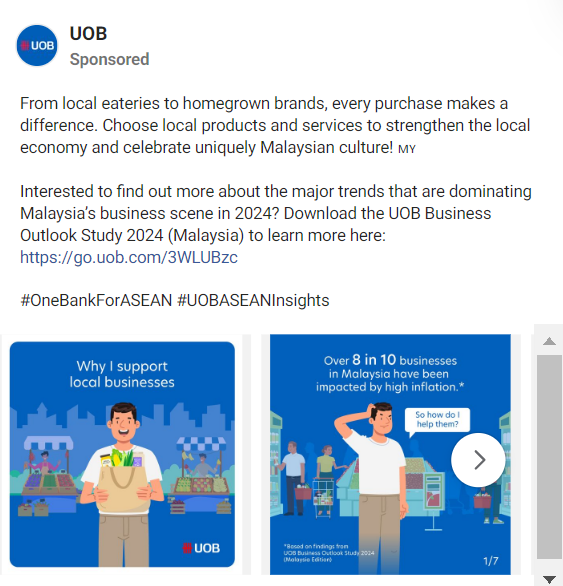 UOB
UOB
Sponsored
From local eateries to homegrown brands, every purchase makes a
difference. Choose local products and services to strengthen the local
economy and celebrate uniquely Malaysian culture! MY
Interested to find out more about the major trends that are dominating
Malaysia’s business scene in 2024? Download the UOB Business
Outlook Study 2024 (Malaysia) to learn more here:
https://go.uob.com/3WLUBzc
#OneBankForASEAN #UOBASEANInsights
Why I support
local businesses
UOB
Over 8 in 10 businesses
in Malaysia have been
impacted by high inflation.*
So how do I
help them?
*Based on findings from
UOB Business Outlook Study 2024
(Malaysia Edition)
1/7